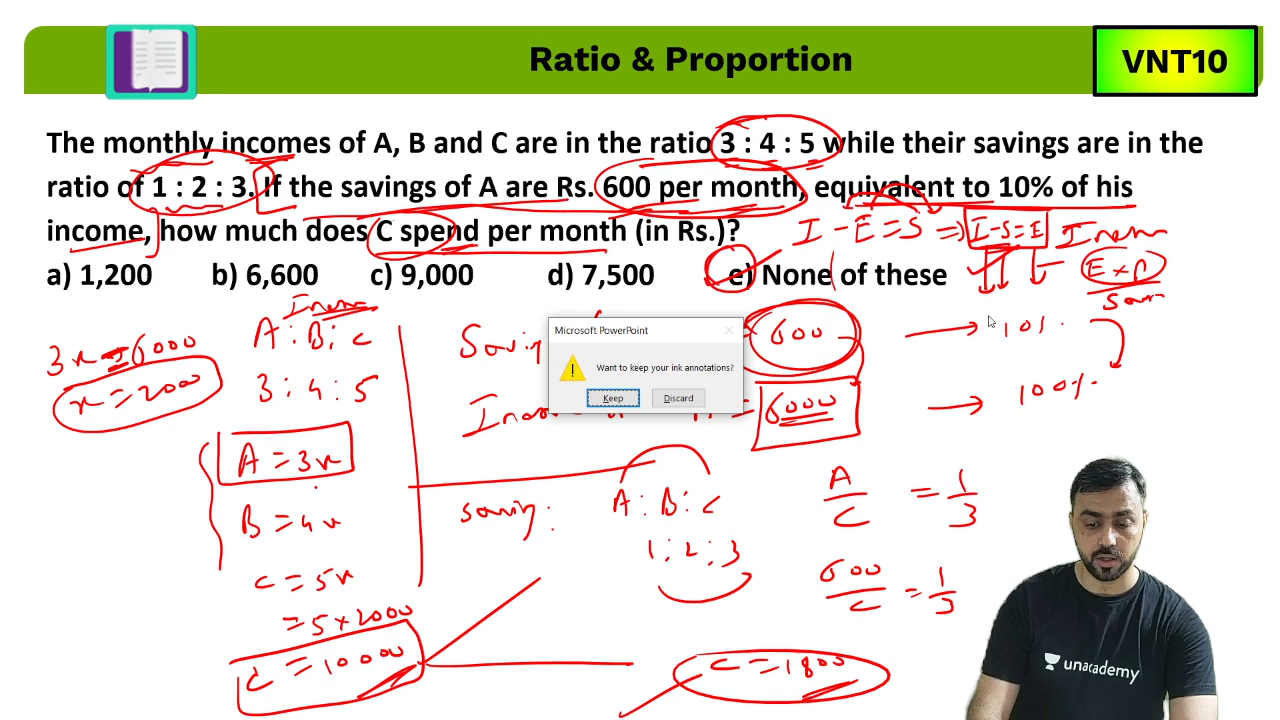 Ratio & Proportion
VNT10
The monthly incomes of A, B and C are in the ratio 3 : 4 : 5 while their savings are in the
ratio of 1 : 2 : 3. If the savings of A are Rs. 600 per month, equivalent to 10% of his
income, how much does C spend per month (in Rs.)?
I - E = S ⇒ I - S = E
a) 1,200 b) 6,600 c) 9,000 d) 7,500 e) None of these
Exp
3x = 6000
x = 2000
A : B : C
3 : 4 : 5
A = 3x
B = 4x
C = 5x
= 5 × 2000
C = 10000
600 → 10%
6000 → 100%
Microsoft PowerPoint
Want to keep your ink annotations?
Keep Discard
saving: A : B : C
1 : 2 : 3
A/C = 1/3
600/C = 1/3
C = 1800
unacademy